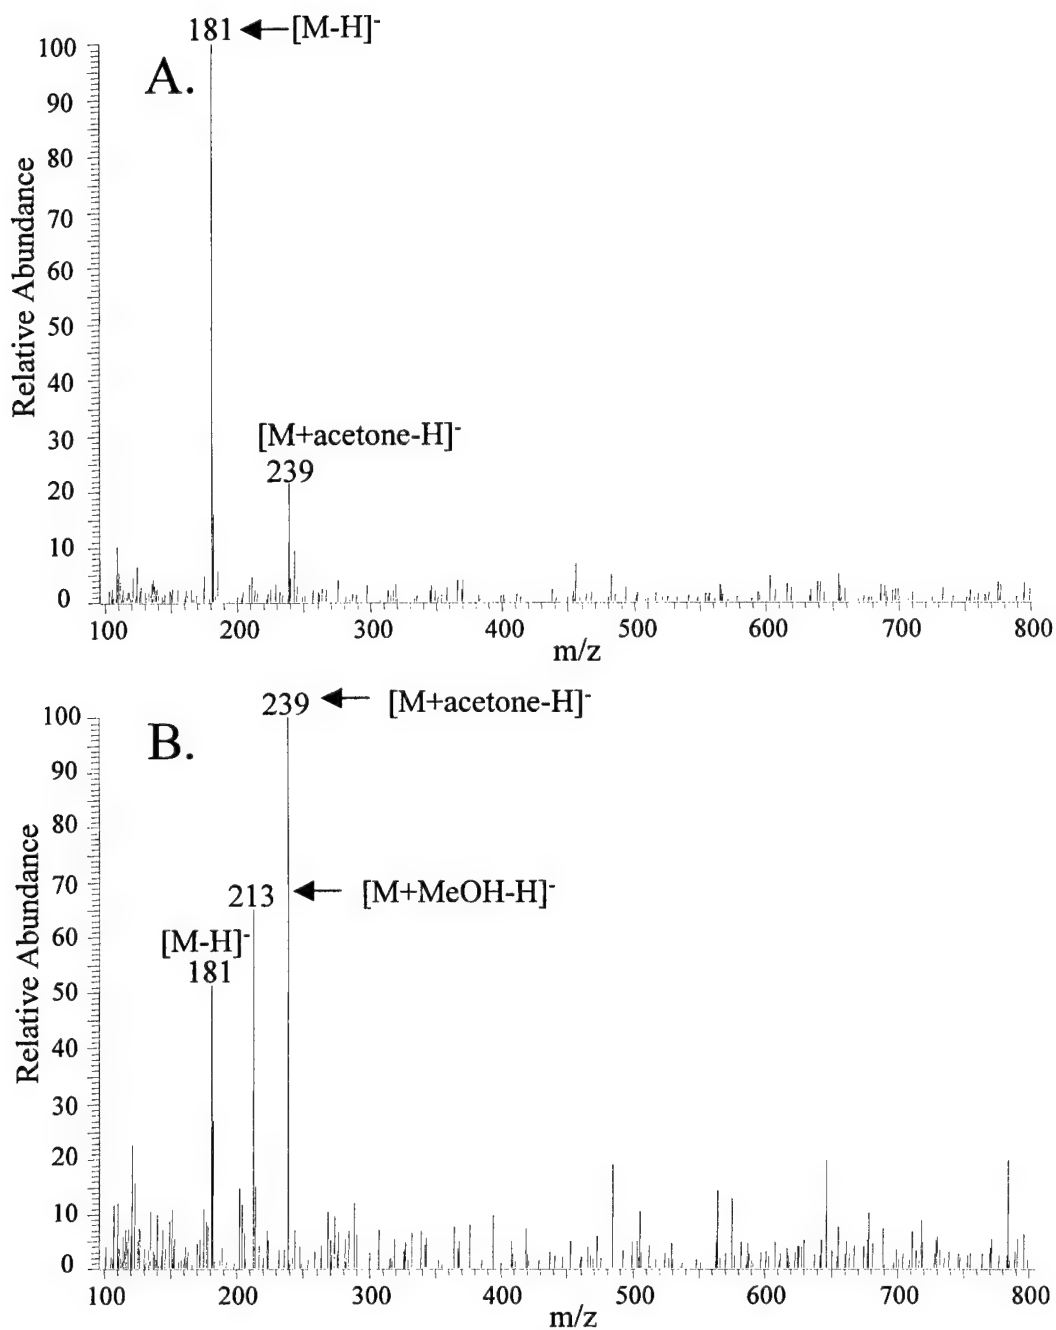 181 [M-H]-
A.
[M+acetone-H]-
239
100
90
80
70
60
50
40
30
20
10
0
Relative Abundance
100 200 300 400 500 600 700 800
m/z
239 [M+acetone-H]-
B.
213 [M+MeOH-H]-
[M-H]-
181
100
90
80
70
60
50
40
30
20
10
0
Relative Abundance
100 200 300 400 500 600 700 800
m/z